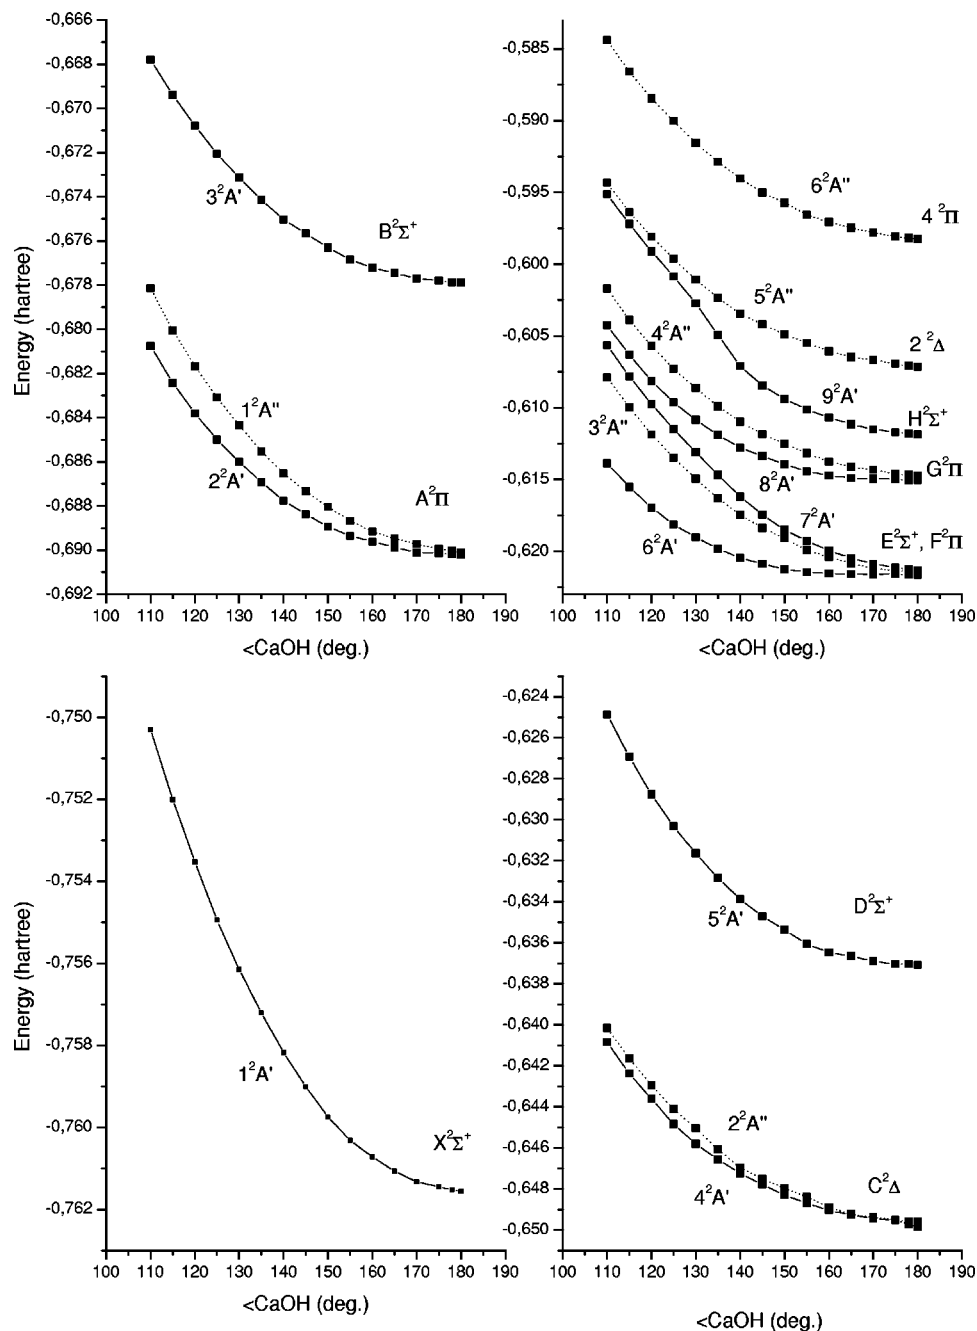 -0,666
-0,668
-0,670
-0,672
-0,674
-0,676
-0,678
-0,680
-0,682
-0,684
-0,686
-0,688
-0,690
-0,692
Energy (hartree)
3²A'
B²Σ⁺
1²A''
2²A'
A²Π
100 110 120 130 140 150 160 170 180 190
<CaOH (deg.)
-0,585
-0,590
-0,595
-0,600
-0,605
-0,610
-0,615
-0,620
6²A''
4 ²Π
5²A''
4²A''
2 ²Δ
9²A'
H²Σ⁺
3²A''
8²A'
G²Π
7²A'
6²A'
E²Σ⁺, F²Π
100 110 120 130 140 150 160 170 180 190
<CaOH (deg.)
-0,750
-0,752
-0,754
-0,756
-0,758
-0,760
-0,762
Energy (hartree)
1²A'
X²Σ⁺
100 110 120 130 140 150 160 170 180 190
<CaOH (deg.)
-0,624
-0,626
-0,628
-0,630
-0,632
-0,634
-0,636
-0,638
-0,640
-0,642
-0,644
-0,646
-0,648
-0,650
5²A'
D²Σ⁺
2²A''
4²A'
C²Δ
100 110 120 130 140 150 160 170 180 190
<CaOH (deg.)